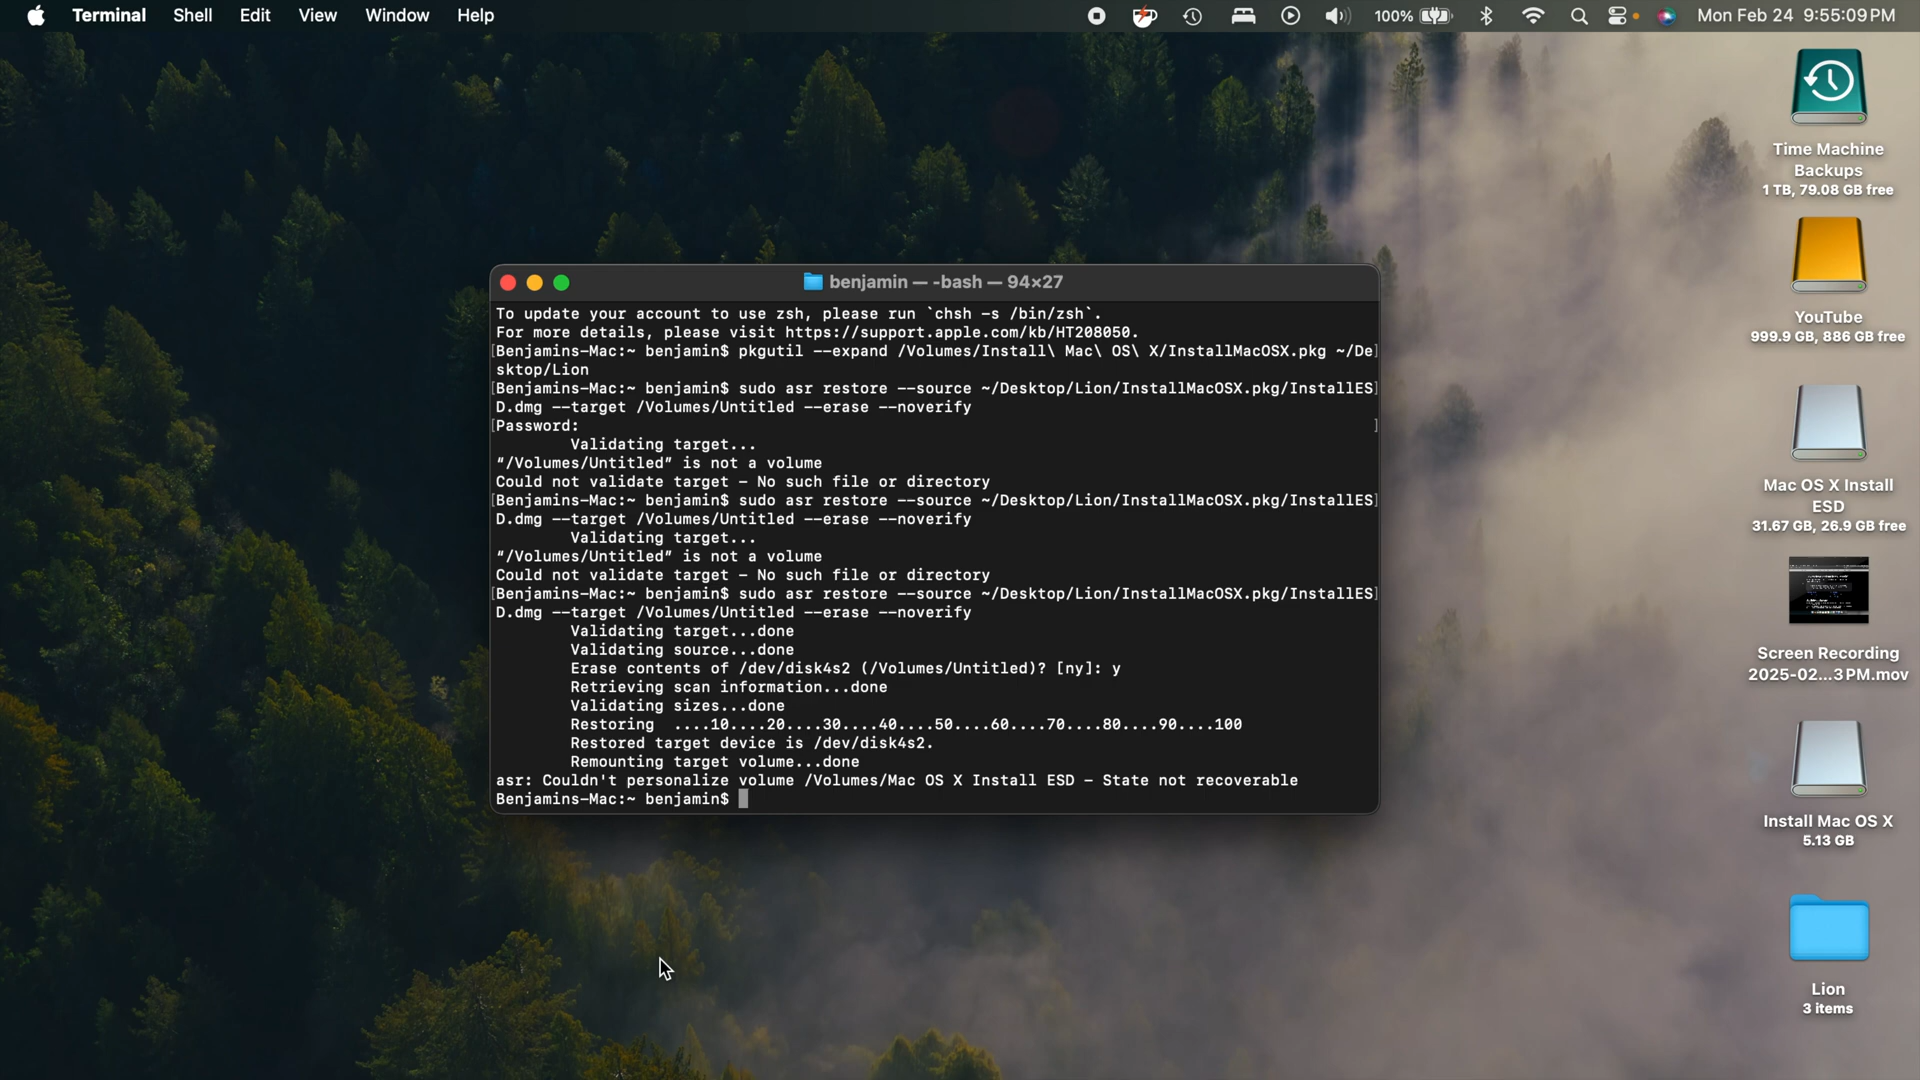 Terminal Shell Edit View Window Help
100%
Mon Feb 24 9:55:09 PM
benjamin — -bash — 94×27
To update your account to use zsh, please run `chsh -s /bin/zsh`.
For more details, please visit https://support.apple.com/kb/HT208050.
[Benjamins-Mac:~ benjamin$ pkgutil --expand /Volumes/Install\ Mac\ OS\ X/InstallMacOSX.pkg ~/De]
sktop/Lion
[Benjamins-Mac:~ benjamin$ sudo asr restore --source ~/Desktop/Lion/InstallMacOSX.pkg/InstallES]
D.dmg --target /Volumes/Untitled --erase --noverify
[Password: ]
Validating target...
“/Volumes/Untitled” is not a volume
Could not validate target - No such file or directory
[Benjamins-Mac:~ benjamin$ sudo asr restore --source ~/Desktop/Lion/InstallMacOSX.pkg/InstallES]
D.dmg --target /Volumes/Untitled --erase --noverify
Validating target...
“/Volumes/Untitled” is not a volume
Could not validate target - No such file or directory
[Benjamins-Mac:~ benjamin$ sudo asr restore --source ~/Desktop/Lion/InstallMacOSX.pkg/InstallES]
D.dmg --target /Volumes/Untitled --erase --noverify
Validating target...done
Validating source...done
Erase contents of /dev/disk4s2 (/Volumes/Untitled)? [ny]: y
Retrieving scan information...done
Validating sizes...done
Restoring ....10....20....30....40....50....60....70....80....90....100
Restored target device is /dev/disk4s2.
Remounting target volume...done
asr: Couldn't personalize volume /Volumes/Mac OS X Install ESD - State not recoverable
Benjamins-Mac:~ benjamin$
Time Machine
Backups
1 TB, 79.08 GB free
YouTube
999.9 GB, 886 GB free
Mac OS X Install
ESD
31.67 GB, 26.9 GB free
Screen Recording
2025-02...3 PM.mov
Install Mac OS X
5.13 GB
Lion
3 items